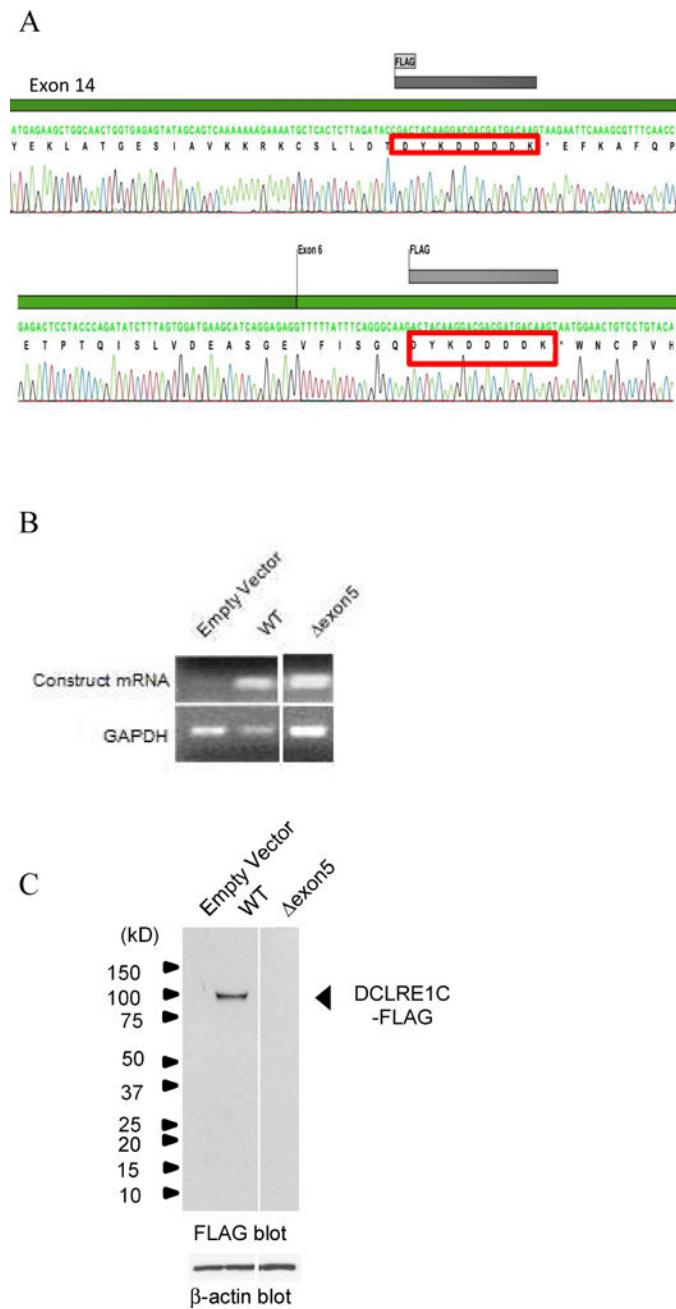 A
FLAG
Exon 14
ATGAGAAGCTGGCAACTGGTGAGAGTATAGCAGTCAAAAAAAGAAAATGCTCACTCTTAGATACCGACTACAAGGACGACGATGACAAGTAAGAATTCAAAGCGTTTCAACC
Y E K L A T G E S I A V K K R K C S L L D T D Y K D D D D K * E F K A F Q P
Exon 6
FLAG
GAGACTCCTACCCAGATATCTTTAGTGGATGAAGCATCAGGAGAGGTTTTTATTTCAGGGCAAGACTACAAGGACGACGATGACAAGTAATGGAACTGTCCTGTACA
E T P T Q I S L V D E A S G E V F I S G Q D Y K D D D D K * W N C P V H
B
Empty Vector
WT
Δexon5
Construct mRNA
GAPDH
C
Empty Vector
WT
Δexon5
(kD)
150
100
75
50
37
25
20
15
10
DCLRE1C
-FLAG
FLAG blot
β-actin blot